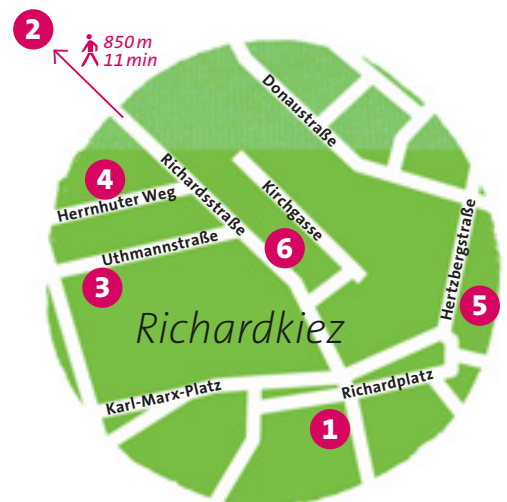 2
850 m
11 min
Donaustraße
Richardsstraße
Kirchgasse
4
Herrnhuter Weg
Uthmannstraße
6
3
Hertzbergstraße
5
Richardkiez
Karl-Marx-Platz
Richardplatz
1